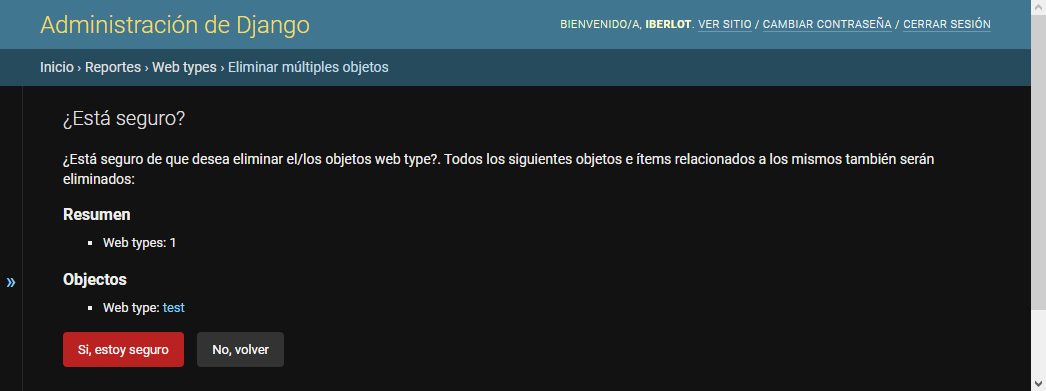 Administración de Django
BIENVENIDO/A, IBERLOT. VER SITIO / CAMBIAR CONTRASEÑA / CERRAR SESIÓN
Inicio › Reportes › Web types › Eliminar múltiples objetos
¿Está seguro?
¿Está seguro de que desea eliminar el/los objetos web type?. Todos los siguientes objetos e ítems relacionados a los mismos también serán
eliminados:
Resumen
Web types: 1
Objectos
»
Web type: test
Si, estoy seguro No, volver